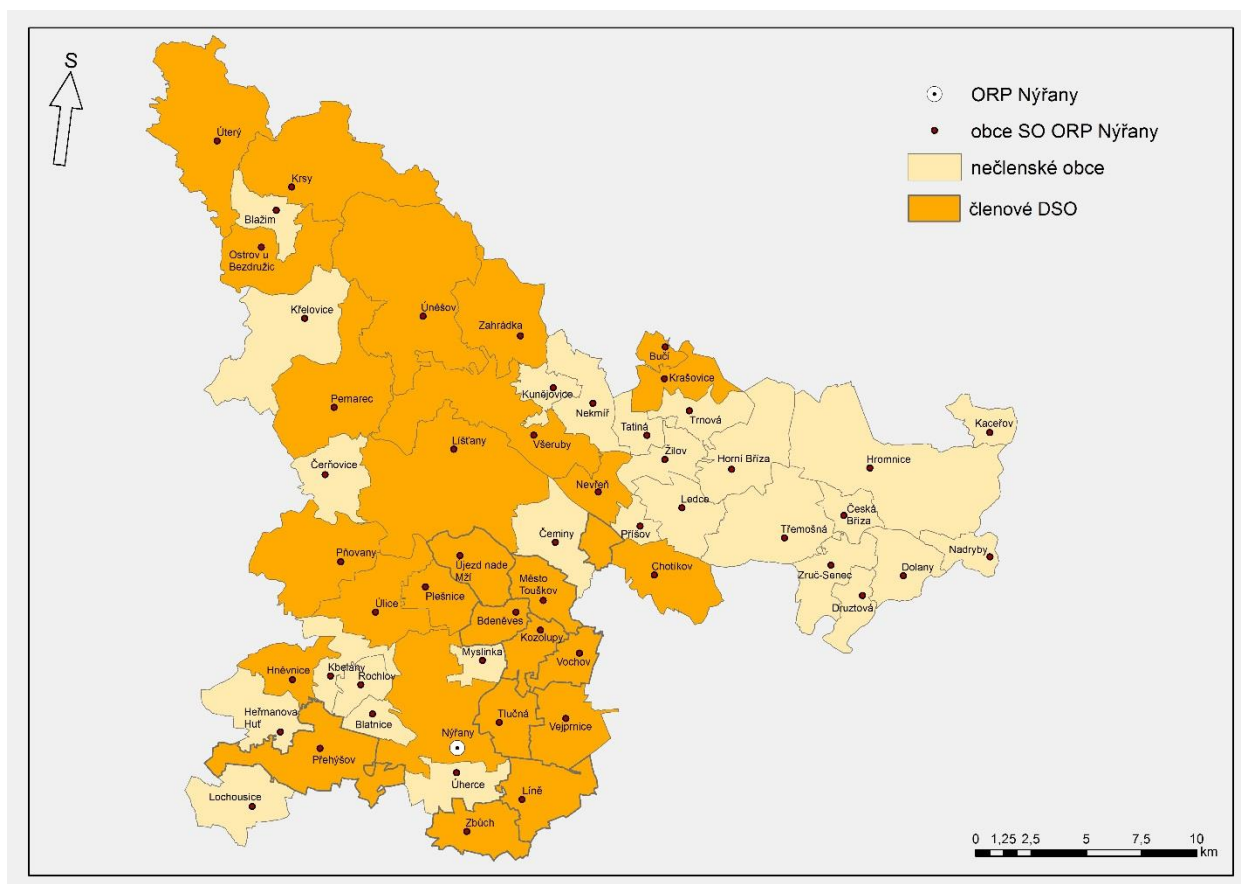 S
ORP Nýřany
obce SO ORP Nýřany
nečlenské obce
členové DSO
Úterý
Krsy
Blažim
Ostrov u
Bezdružic
Křelovice
Úněšov
Zahrádka
Bučí
Krašovice
Kunějovice
Nekmíř
Trnová
Pernarec
Tatiná
Kaceřov
Všeruby
Líšťany
Žilov
Horní Bříza
Hromnice
Čerňovice
Nevřeň
Ledce
Česká
Bříza
Příšov
Třemošná
Čeminy
Nadryby
Pňovany
Újezd nade
Mží
Chotíkov
Zruč-Senec
Dolany
Město
Touškov
Plešnice
Úlice
Druztová
Bdeněves
Kozolupy
Myslinka
Vochov
Hněvnice
Kbelany
Rochlov
Heřmanova
Huť
Blatnice
Tlučná
Vejprnice
Nýřany
Přehýšov
Úherce
Lochousice
Líně
Zbůch
0 1,25 2,5 5 7,5 10
km